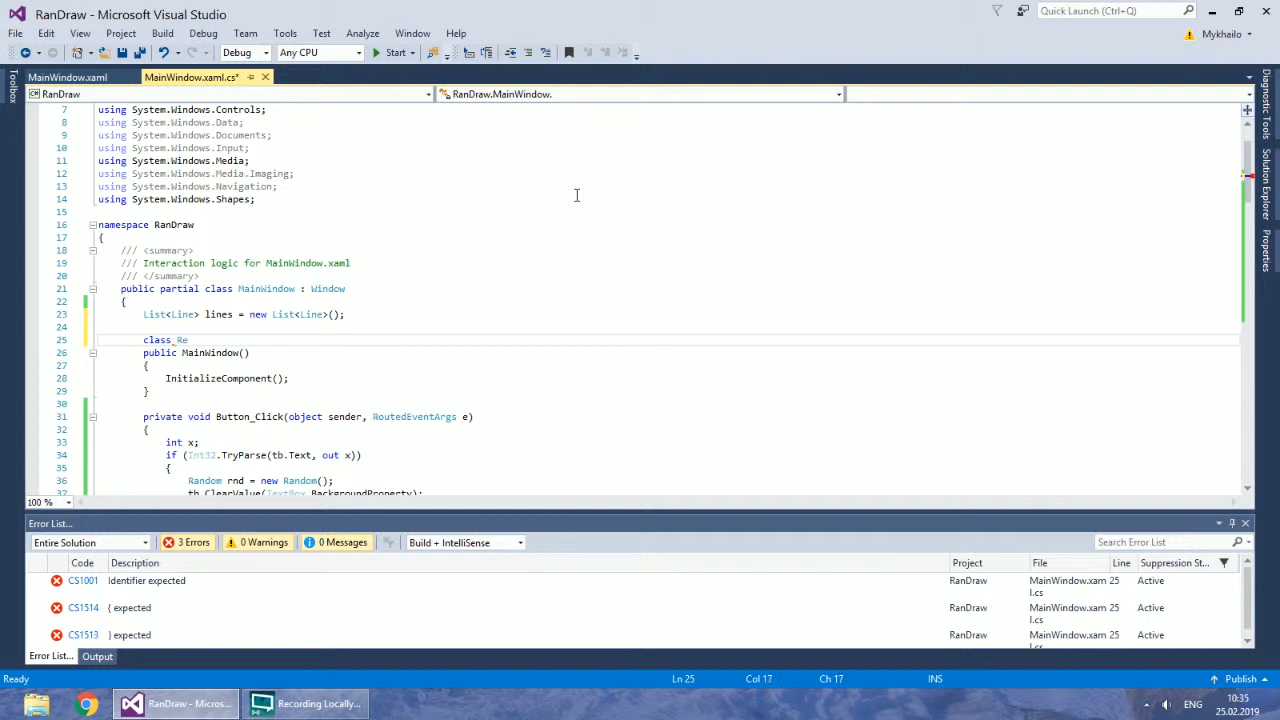 RanDraw - Microsoft Visual Studio
Quick Launch (Ctrl+Q)
File Edit View Project Build Debug Team Tools Test Analyze Window Help
Mykhailo
Debug Any CPU Start
Toolbox
MainWindow.xaml MainWindow.xaml.cs*
RanDraw RanDraw.MainWindow.
7 using System.Windows.Controls;
8 using System.Windows.Data;
9 using System.Windows.Documents;
10 using System.Windows.Input;
11 using System.Windows.Media;
12 using System.Windows.Media.Imaging;
13 using System.Windows.Navigation;
14 using System.Windows.Shapes;
15
16 namespace RanDraw
17 {
18 /// <summary>
19 /// Interaction logic for MainWindow.xaml
20 /// </summary>
21 public partial class MainWindow : Window
22 {
23 List<Line> lines = new List<Line>();
24
25 class Re
26 public MainWindow()
27 {
28 InitializeComponent();
29 }
30
31 private void Button_Click(object sender, RoutedEventArgs e)
32 {
33 int x;
34 if (Int32.TryParse(tb.Text, out x))
35 {
36 Random rnd = new Random();
37 tb.ClearValue(TextBox.BackgroundProperty);
100 %
Diagnostic Tools
Solution Explorer
Properties
Error List...
Entire Solution 3 Errors 0 Warnings 0 Messages Build + IntelliSense Search Error List
Code Description Project File Line Suppression St...
CS1001 Identifier expected RanDraw MainWindow.xam 25 Active
l.cs
CS1514 { expected RanDraw MainWindow.xam 25 Active
l.cs
CS1513 } expected RanDraw MainWindow.xam 25 Active
l.cs
Error List... Output
Ready Ln 25 Col 17 Ch 17 INS Publish
RanDraw - Micros... Recording Locally... ENG 10:35
25.02.2019